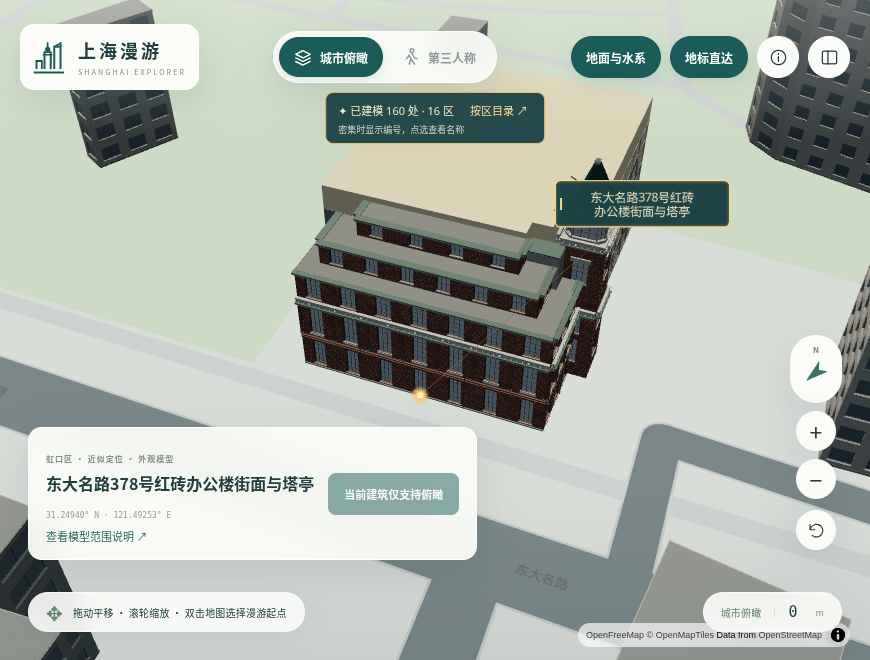 上海漫游
SHANGHAI EXPLORER
城市俯瞰
第三人称
地面与水系
地标直达
✦ 已建模 160 处 · 16 区 按区目录 ↗
密集时显示编号，点选查看名称
东大名路378号红砖
办公楼街面与塔亭
N
虹口区 · 近似定位 · 外观模型
东大名路378号红砖办公楼街面与塔亭
当前建筑仅支持俯瞰
31.24940° N · 121.49253° E
查看模型范围说明 ↗
东大名路
拖动平移 · 滚轮缩放 · 双击地图选择漫游起点
城市俯瞰 0 m
OpenFreeMap © OpenMapTiles Data from OpenStreetMap